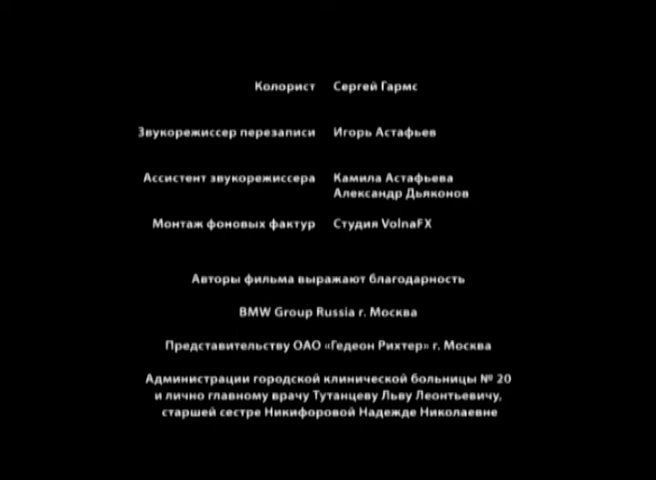 Колорист Сергей Гармс
Звукорежиссер перезаписи Игорь Астафьев
Ассистент звукорежиссера Камила Астафьева
Александр Дьяконов
Монтаж фоновых фактур Студия VolnaFX
Авторы фильма выражают благодарность
BMW Group Russia г. Москва
Представительству ОАО «Гедеон Рихтер» г. Москва
Администрации городской клинической больницы № 20
и лично главному врачу Тутанцеву Льву Леонтьевичу,
старшей сестре Никифоровой Надежде Николаевне